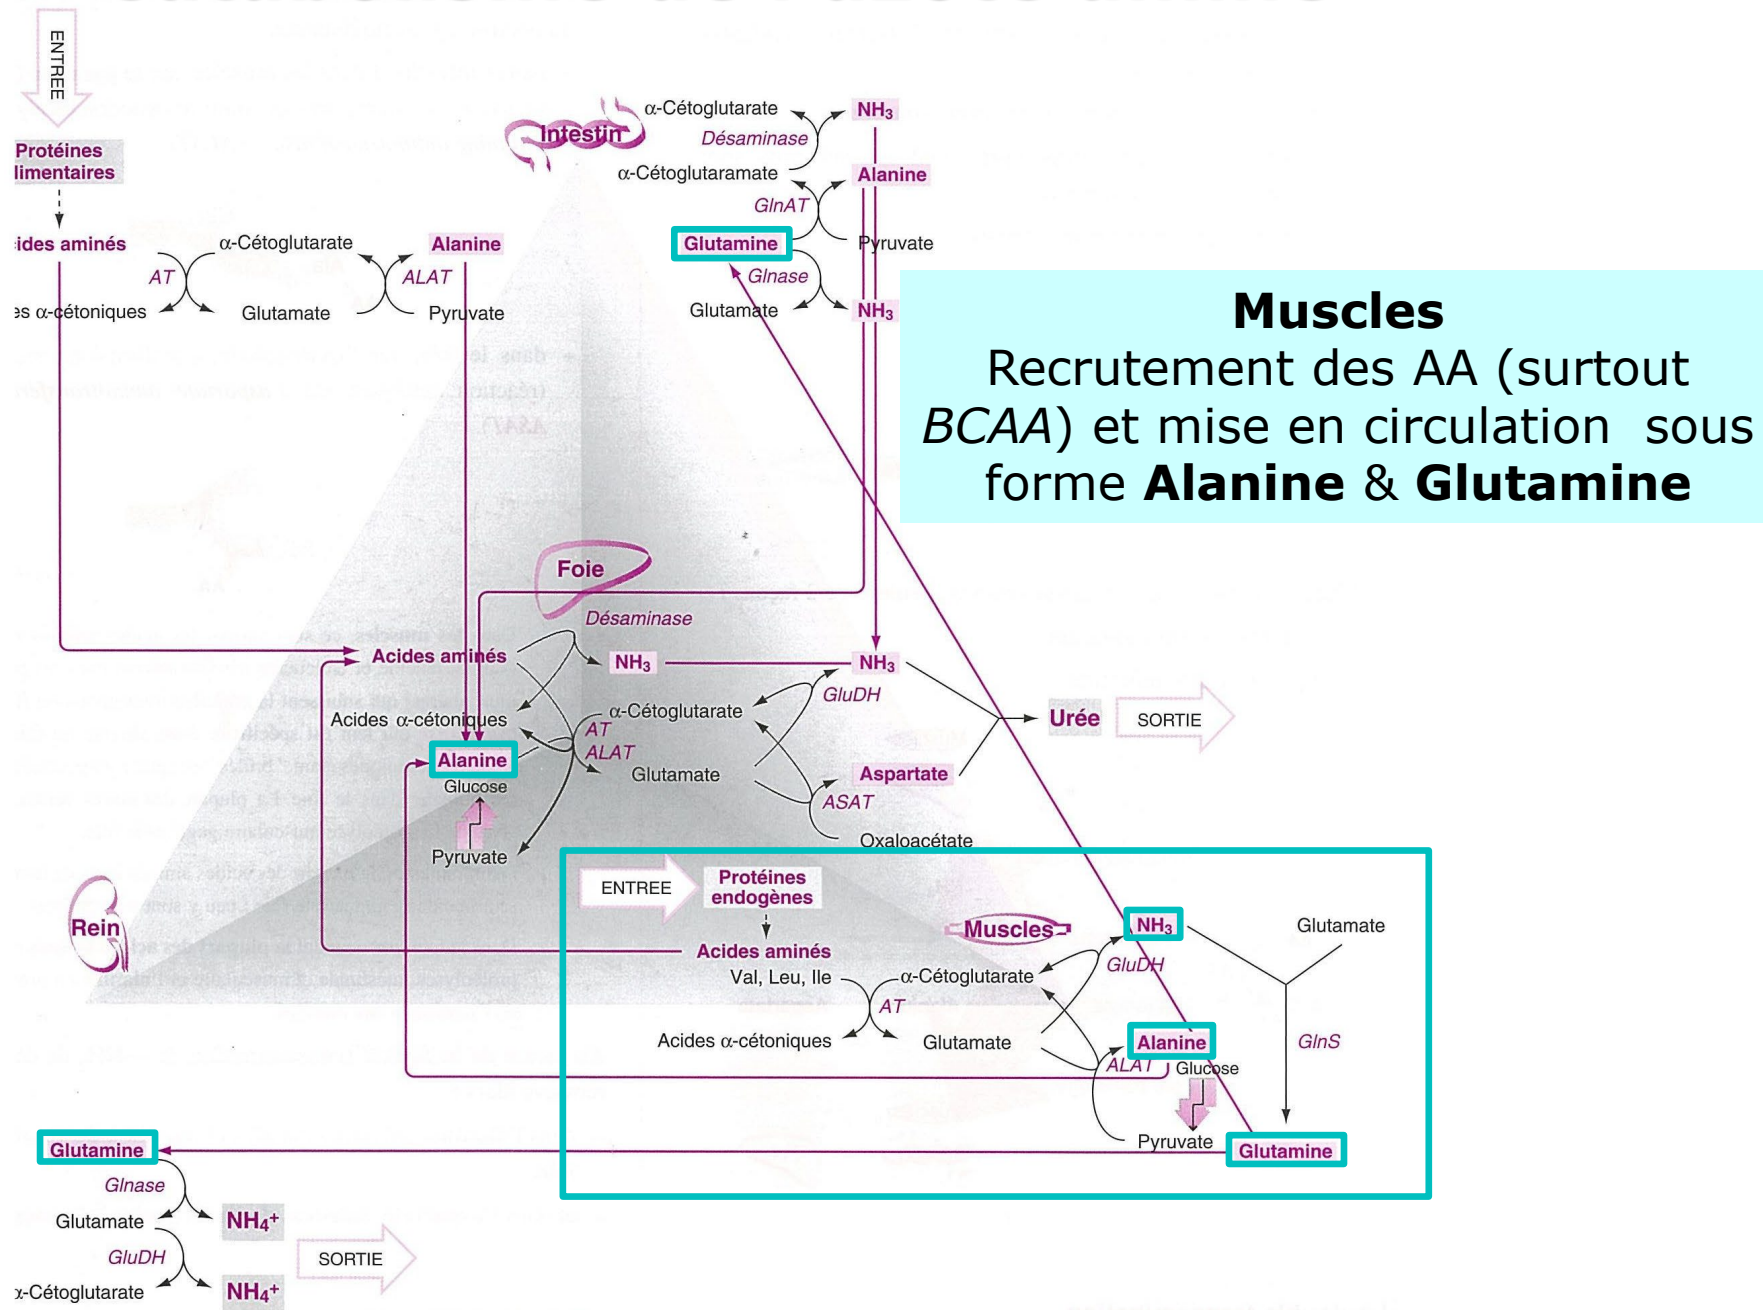 ENTREE
Protéines
limentaires
ides aminés
α-Cétoglutarate
Alanine
AT
ALAT
es α-cétoniques
Glutamate
Pyruvate
Intestin
α-Cétoglutarate
NH₃
Désaminase
α-Cétoglutaramate
Alanine
GlnAT
Glutamine
Pyruvate
Glnase
Glutamate
NH₃
Muscles
Recrutement des AA (surtout
BCAA) et mise en circulation sous
forme Alanine & Glutamine
Foie
Désaminase
Acides aminés
NH₃
NH₃
GluDH
Acides α-cétoniques
α-Cétoglutarate
AT
ALAT
Urée
SORTIE
Alanine
Glutamate
Aspartate
Glucose
ASAT
Oxaloacétate
Pyruvate
Rein
ENTREE
Protéines
endogènes
Muscles
NH₃
Glutamate
Acides aminés
Val, Leu, Ile
α-Cétoglutarate
GluDH
AT
Acides α-cétoniques
Glutamate
Alanine
GlnS
ALAT
Glucose
Pyruvate
Glutamine
Glutamine
Glnase
Glutamate
NH₄⁺
GluDH
SORTIE
α-Cétoglutarate
NH₄⁺